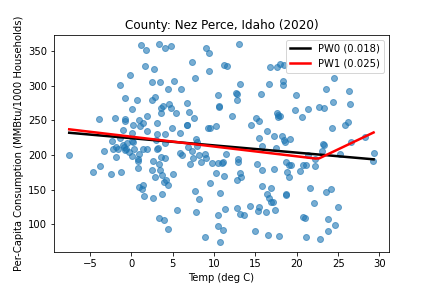 County: Nez Perce, Idaho (2020)
PW0 (0.018)
PW1 (0.025)
Per-Capita Consumption (MMBtu/1000 Households)
350
300
250
200
150
100
−5 0 5 10 15 20 25 30
Temp (deg C)